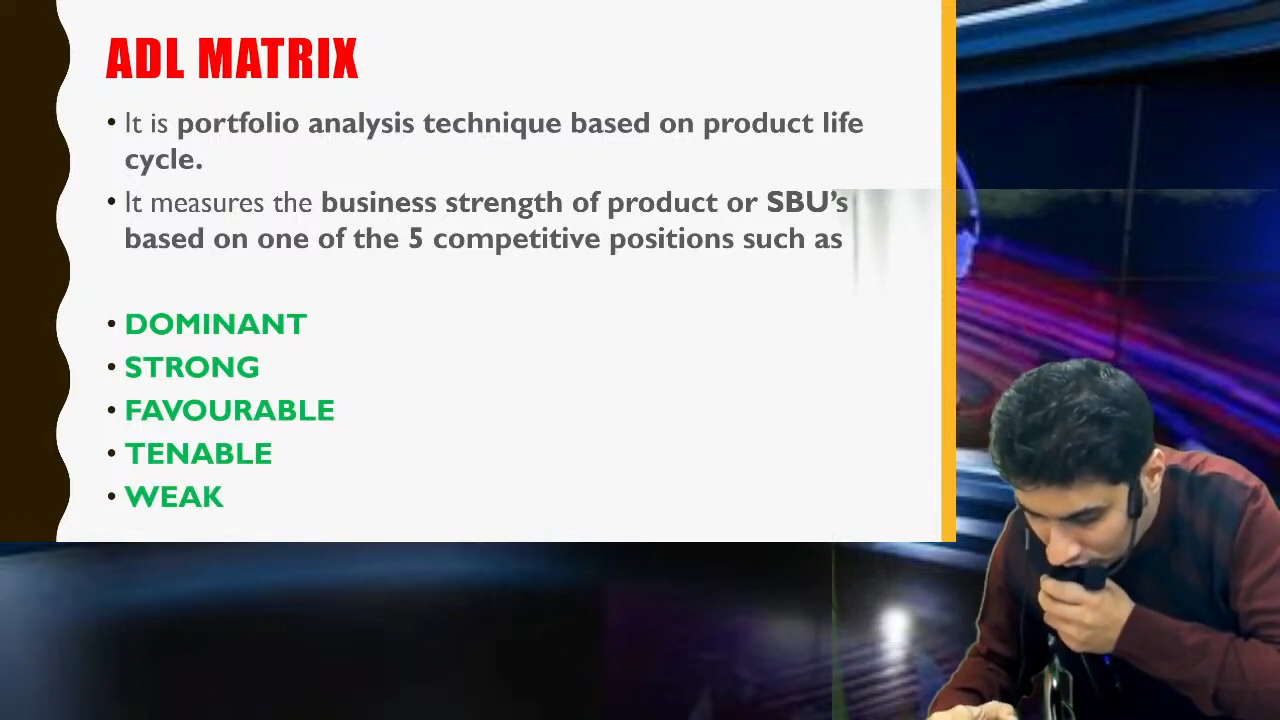 ADL MATRIX
• It is portfolio analysis technique based on product life
cycle.
• It measures the business strength of product or SBU's
based on one of the 5 competitive positions such as
• DOMINANT
• STRONG
• FAVOURABLE
• TENABLE
• WEAK